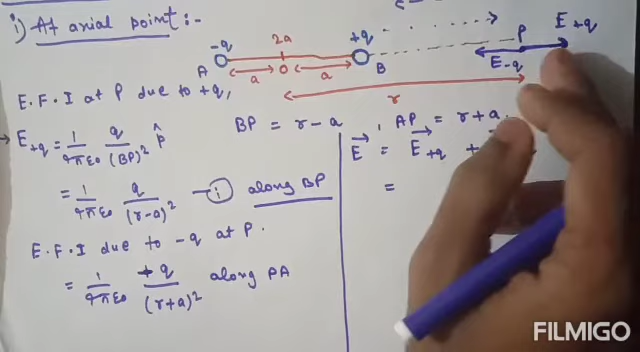 i) At axial point:-
-q 2a +q P E+q
A a O a B E-q
r
E.F.I at P due to +q,
E+q = 1/4πε0 q/(BP)² p̂
= 1/4πε0 q/(r-a)² —(i) along BP
E.F.I due to -q at P.
= 1/4πε0 +q/(r+a)² along PA
BP = r-a , AP = r+a.
E⃗ = E⃗+q +
=
FILMIGO